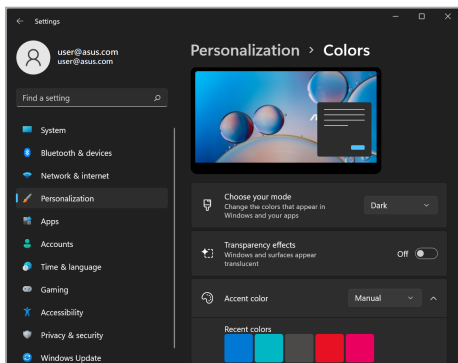 Settings
user@asus.com
user@asus.com
Find a setting
System
Bluetooth & devices
Network & internet
Personalization
Apps
Accounts
Time & language
Gaming
Accessibility
Privacy & security
Windows Update
Personalization > Colors
Choose your mode
Change the colors that appear in
Windows and your apps
Dark
Transparency effects
Windows and surfaces appear
translucent
Off
Accent color
Manual
Recent colors